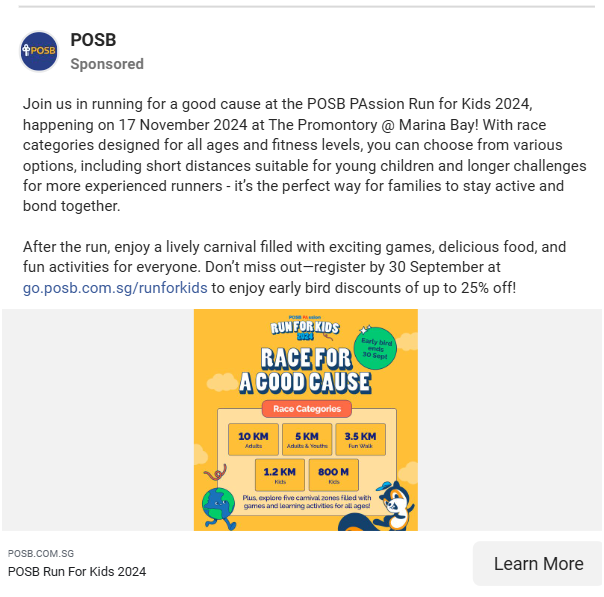 POSB
POSB
Sponsored
Join us in running for a good cause at the POSB PAssion Run for Kids 2024,
happening on 17 November 2024 at The Promontory @ Marina Bay! With race
categories designed for all ages and fitness levels, you can choose from various
options, including short distances suitable for young children and longer challenges
for more experienced runners - it’s the perfect way for families to stay active and
bond together.
After the run, enjoy a lively carnival filled with exciting games, delicious food, and
fun activities for everyone. Don’t miss out—register by 30 September at
go.posb.com.sg/runforkids to enjoy early bird discounts of up to 25% off!
POSB PAssion
RUN FOR KIDS
2024
Early bird
ends
30 Sep!
RACE FOR
A GOOD CAUSE
Race Categories
10 KM
Adults
5 KM
Adults & Youths
3.5 KM
Fun Walk
1.2 KM
Kids
800 M
Kids
Plus, explore five carnival zones filled with
games and learning activities for all ages!
POSB.COM.SG
POSB Run For Kids 2024
Learn More